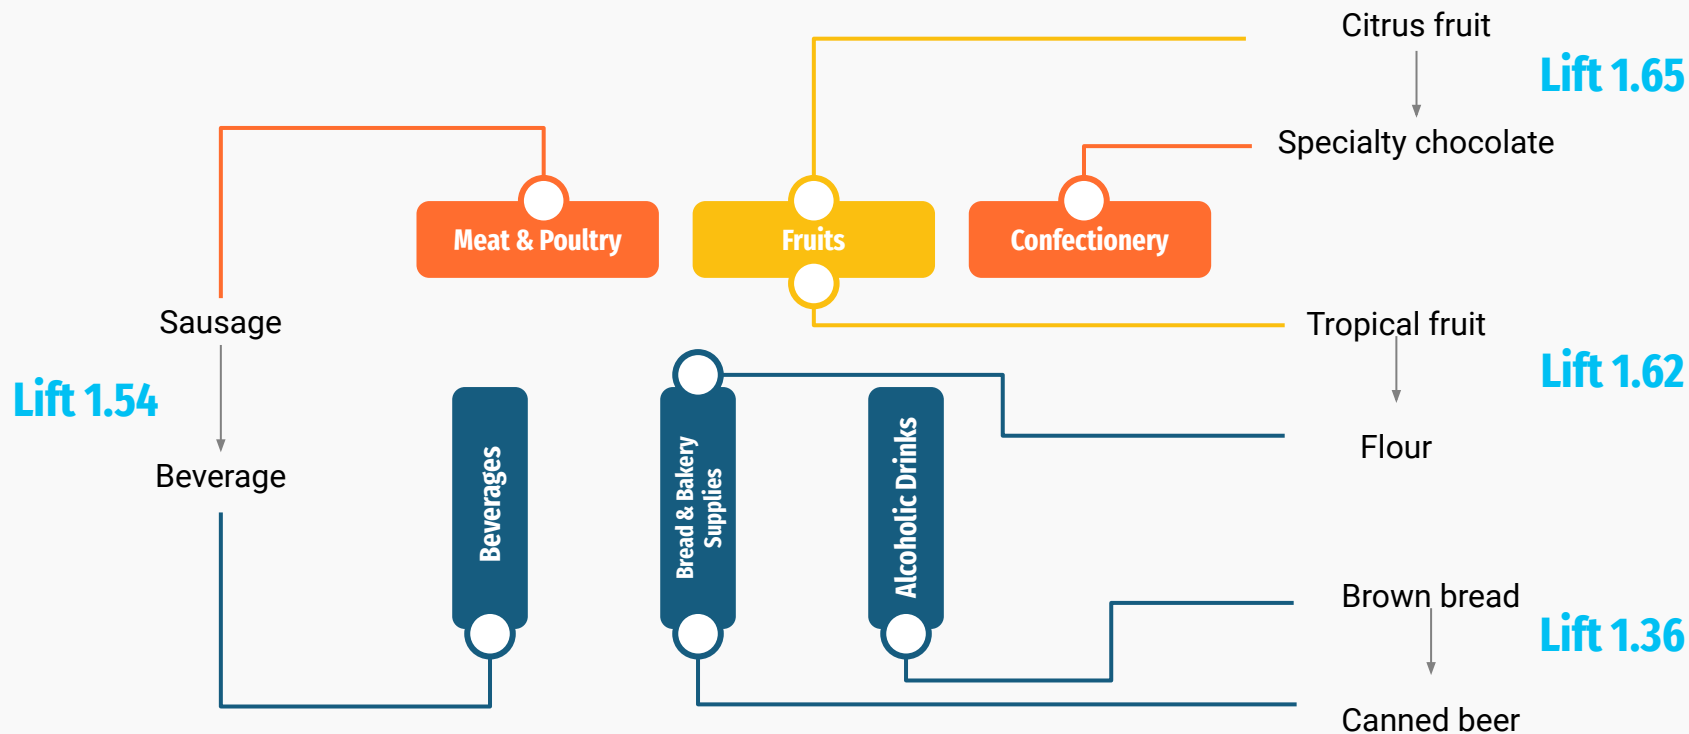 Citrus fruit
Lift 1.65
Specialty chocolate
Meat & Poultry
Fruits
Confectionery
Sausage
Lift 1.54
Beverage
Tropical fruit
Lift 1.62
Flour
Beverages
Bread & Bakery
Supplies
Alcoholic Drinks
Brown bread
Lift 1.36
Canned beer